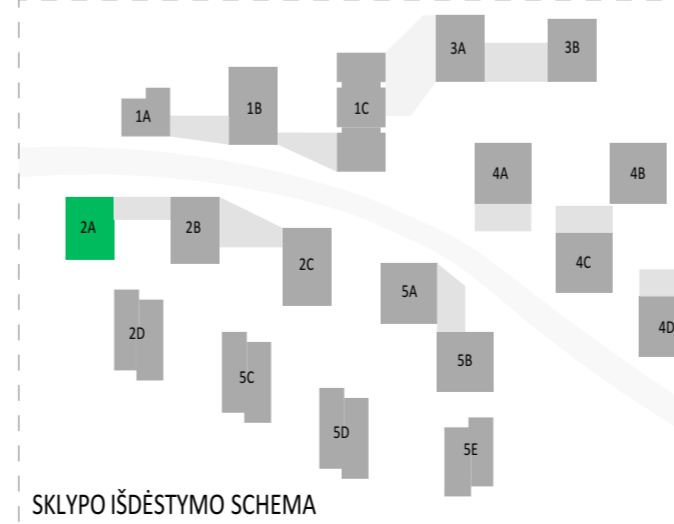 3A
3B
1A
1B
1C
4A
4B
2A
2B
2C
4C
5A
4D
2D
5B
5C
5D
5E
SKLYPO IŠDĖSTYMO SCHEMA